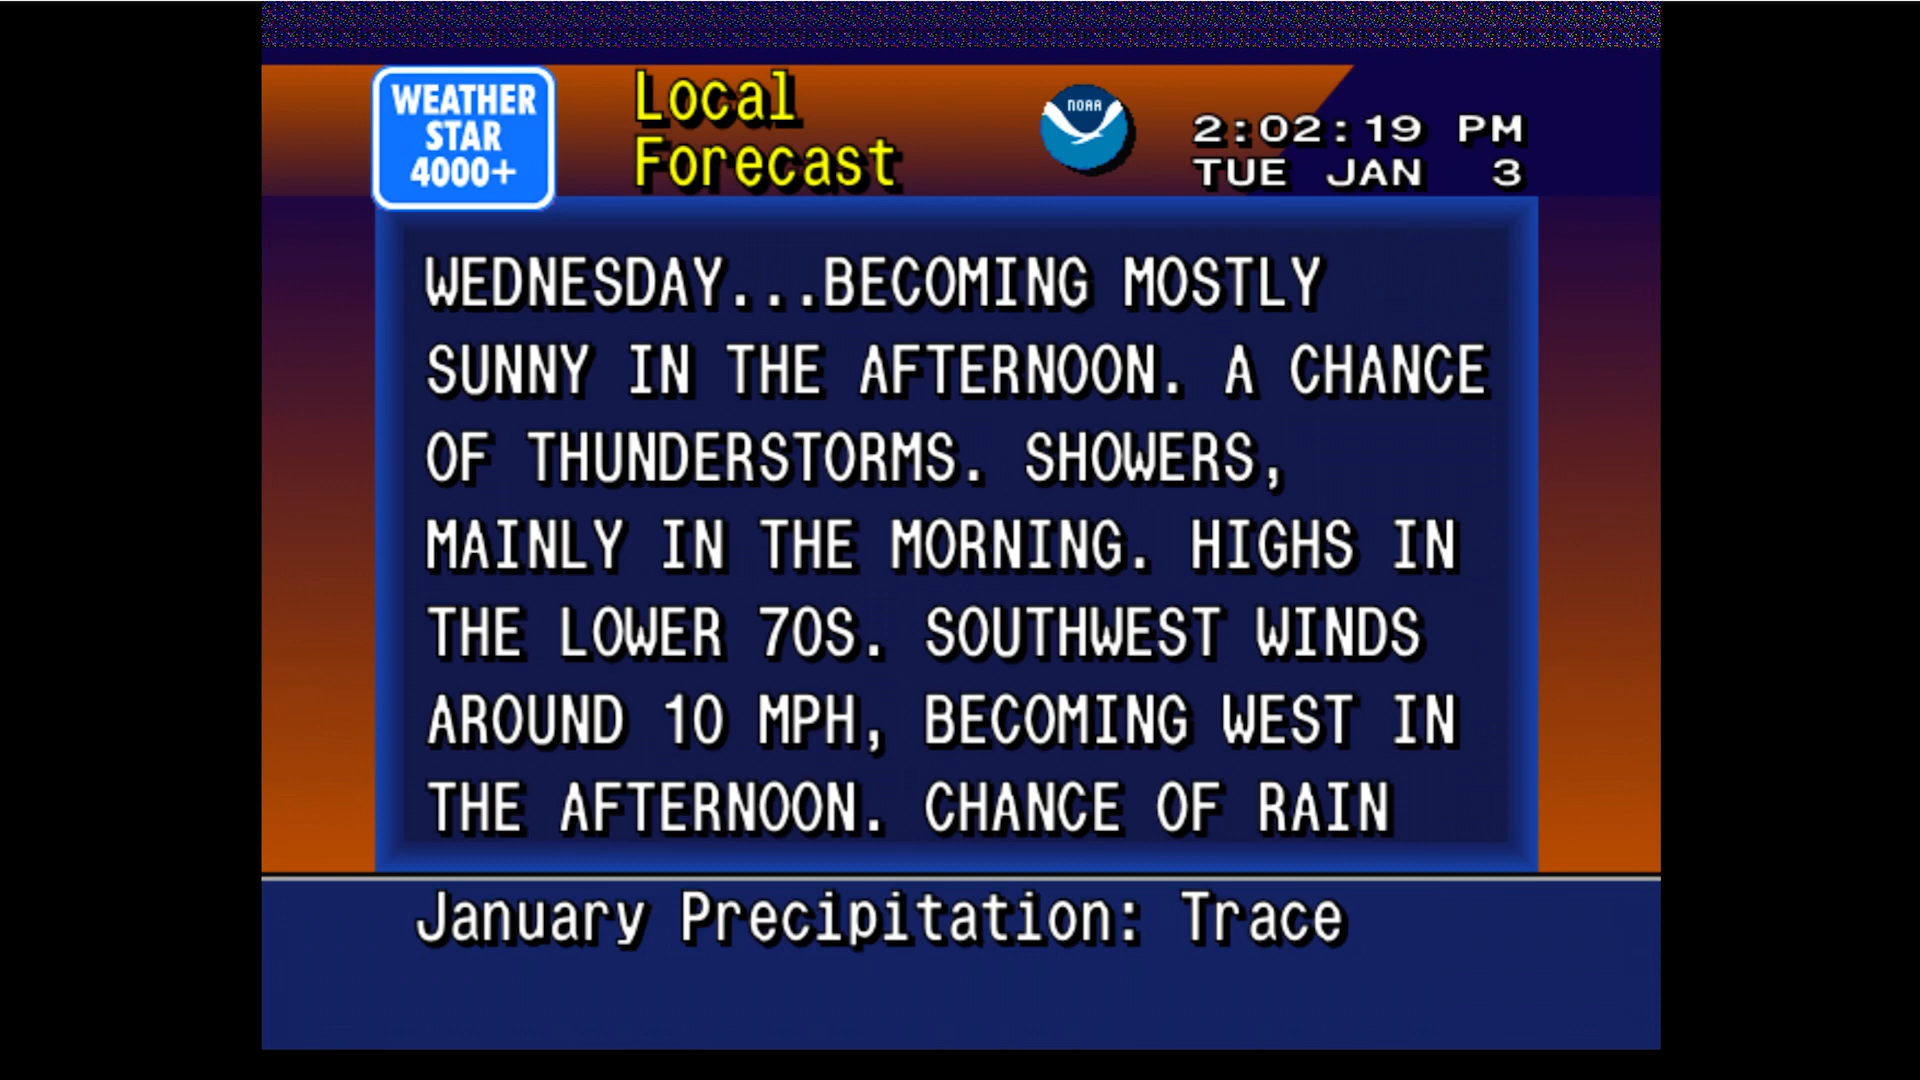 WEATHER
STAR
4000+
Local
Forecast
NOAA
2:02:19 PM
TUE JAN 3
WEDNESDAY...BECOMING MOSTLY
SUNNY IN THE AFTERNOON. A CHANCE
OF THUNDERSTORMS. SHOWERS,
MAINLY IN THE MORNING. HIGHS IN
THE LOWER 70S. SOUTHWEST WINDS
AROUND 10 MPH, BECOMING WEST IN
THE AFTERNOON. CHANCE OF RAIN
January Precipitation: Trace